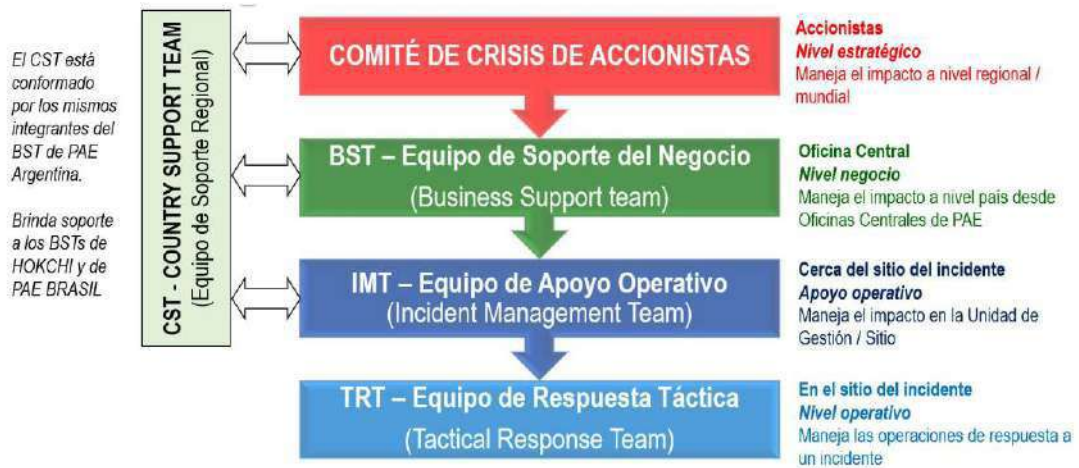 El CST está
conformado
por los mismos
integrantes del
BST de PAE
Argentina.
Brinda soporte
a los BSTs de
HOKCHI y de
PAE BRASIL
CST - COUNTRY SUPPORT TEAM
(Equipo de Soporte Regional)
COMITÉ DE CRISIS DE ACCIONISTAS
Accionistas
Nivel estratégico
Maneja el impacto a nivel regional /
mundial
BST – Equipo de Soporte del Negocio
(Business Support team)
Oficina Central
Nivel negocio
Maneja el impacto a nivel país desde
Oficinas Centrales de PAE
IMT – Equipo de Apoyo Operativo
(Incident Management Team)
Cerca del sitio del incidente
Apoyo operativo
Maneja el impacto en la Unidad de
Gestión / Sitio
TRT – Equipo de Respuesta Táctica
(Tactical Response Team)
En el sitio del incidente
Nivel operativo
Maneja las operaciones de respuesta a
un incidente